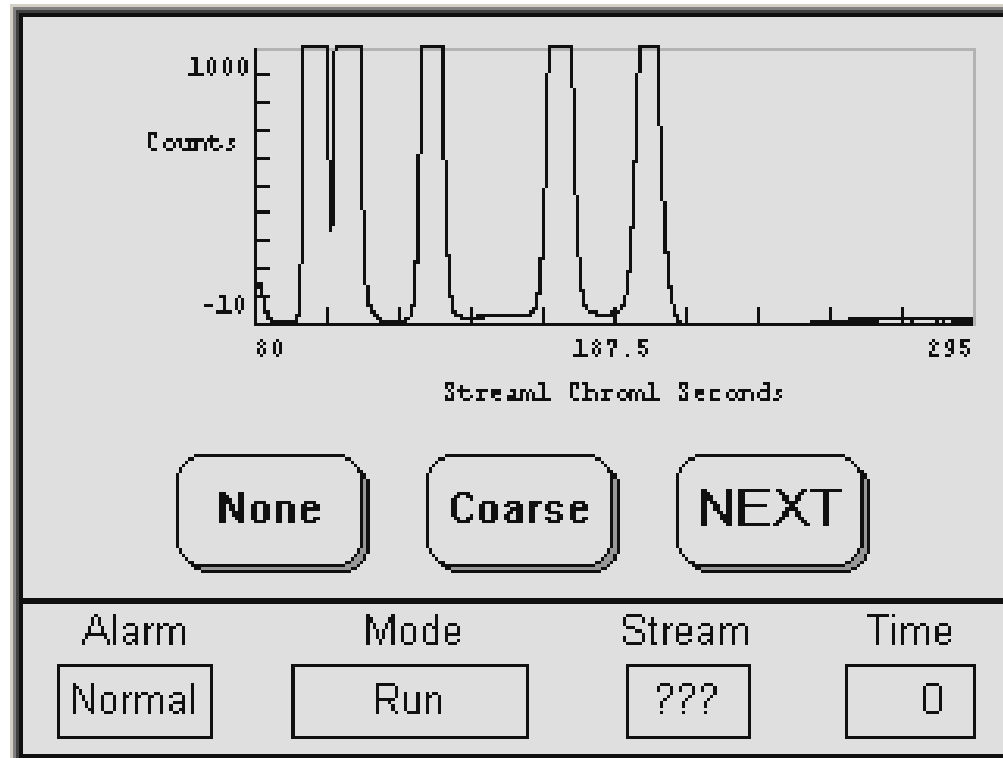 1000
Counts
-10
80 187.5 295
Stream1 Chrom1 Seconds
None Coarse NEXT
Alarm Mode Stream Time
Normal Run ??? 0